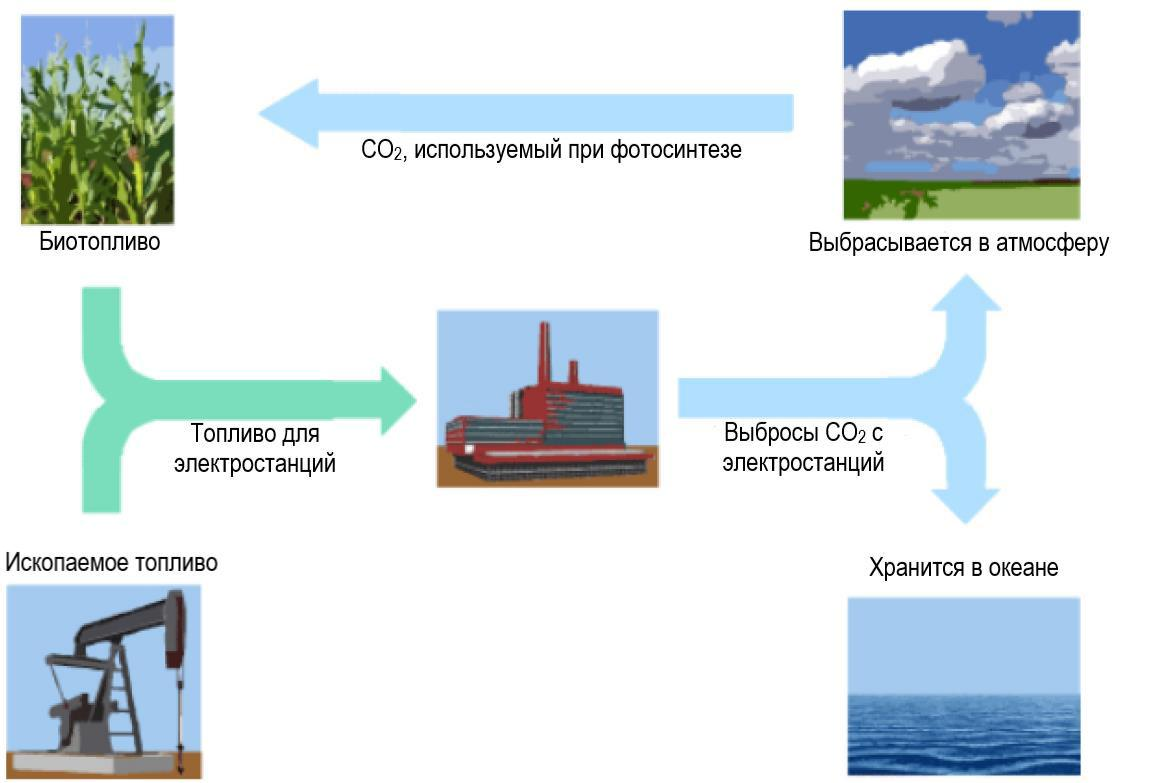 CO₂, используемый при фотосинтезе
Биотопливо
Выбрасывается в атмосферу
Топливо для
электростанций
Выбросы CO₂ с
электростанций
Ископаемое топливо
Хранится в океане